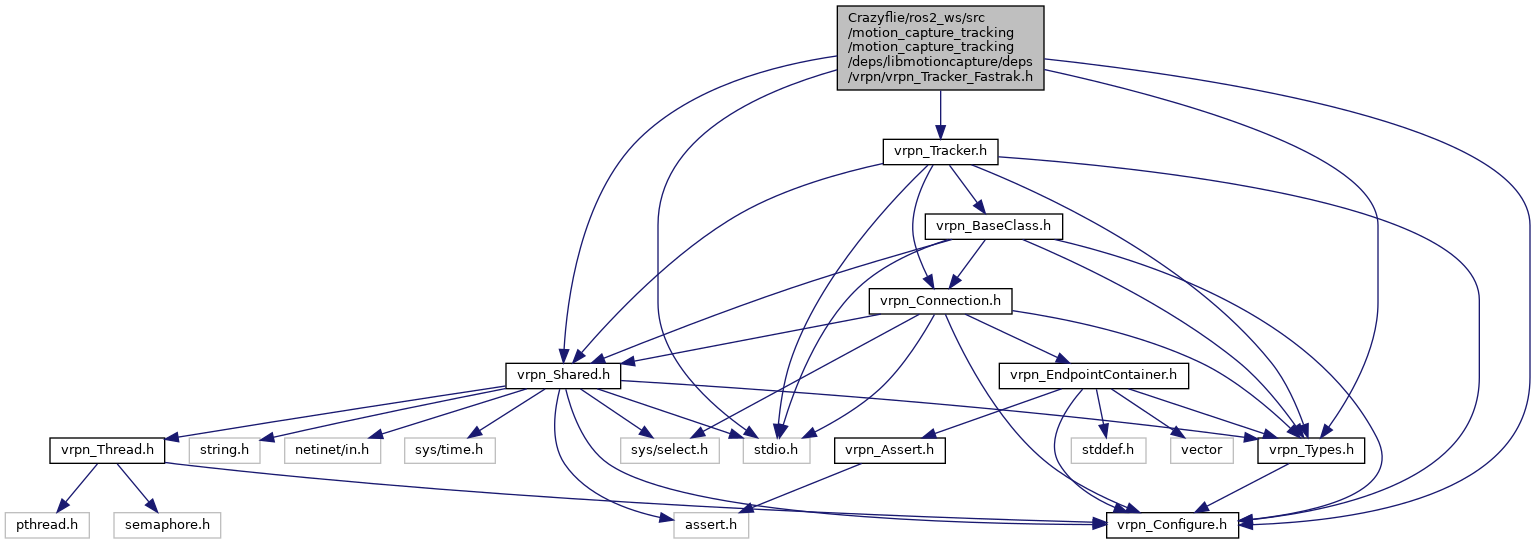 Crazyflie/ros2_ws/src
/motion_capture_tracking
/motion_capture_tracking
/deps/libmotioncapture/deps
/vrpn/vrpn_Tracker_Fastrak.h
vrpn_Tracker.h
vrpn_BaseClass.h
vrpn_Connection.h
vrpn_Shared.h
vrpn_EndpointContainer.h
vrpn_Thread.h
string.h
netinet/in.h
sys/time.h
sys/select.h
stdio.h
vrpn_Assert.h
stddef.h
vector
vrpn_Types.h
pthread.h
semaphore.h
assert.h
vrpn_Configure.h